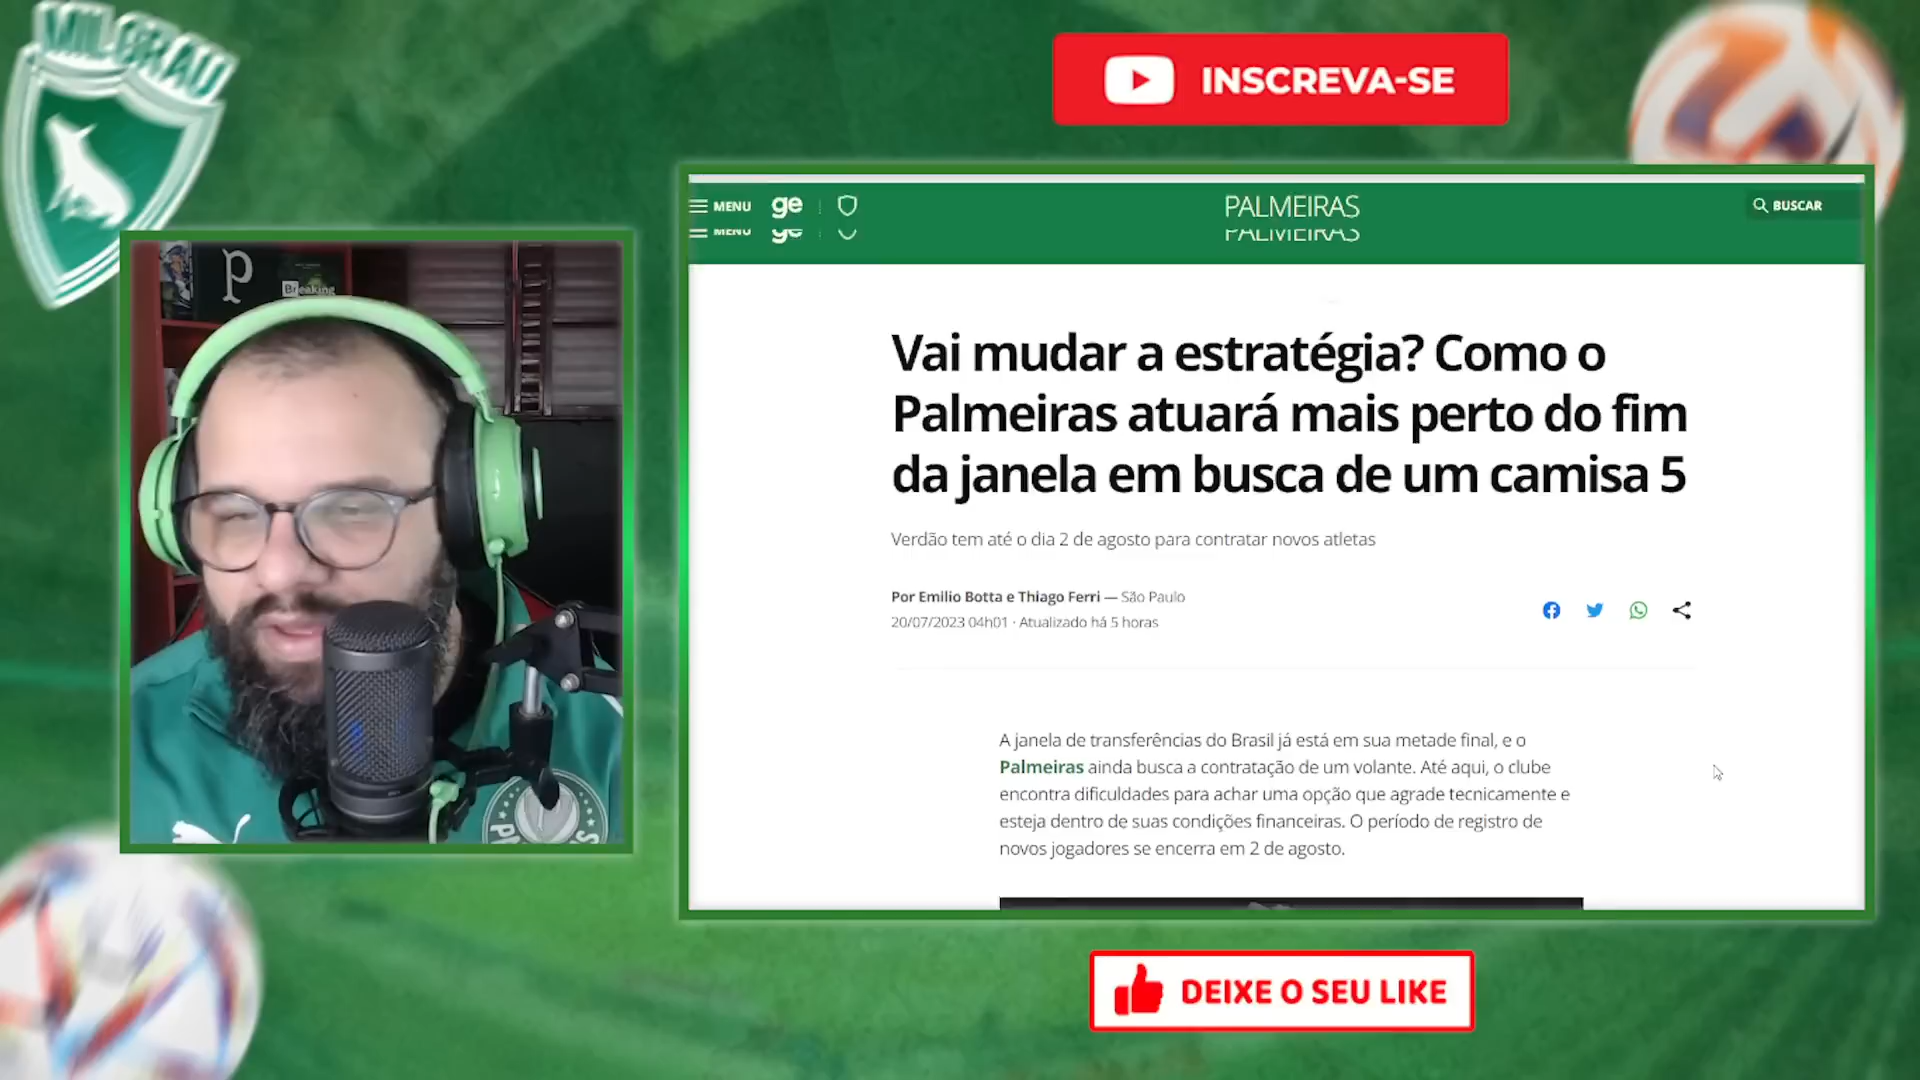 MILGRAU
INSCREVA-SE
MENU ge PALMEIRAS BUSCAR
MENU ge PALMEIRAS
P
Breaking
Vai mudar a estratégia? Como o
Palmeiras atuará mais perto do fim
da janela em busca de um camisa 5
Verdão tem até o dia 2 de agosto para contratar novos atletas
Por Emilio Botta e Thiago Ferri — São Paulo
20/07/2023 04h01 · Atualizado há 5 horas
A janela de transferências do Brasil já está em sua metade final, e o
Palmeiras ainda busca a contratação de um volante. Até aqui, o clube
encontra dificuldades para achar uma opção que agrade tecnicamente e
esteja dentro de suas condições financeiras. O período de registro de
novos jogadores se encerra em 2 de agosto.
DEIXE O SEU LIKE